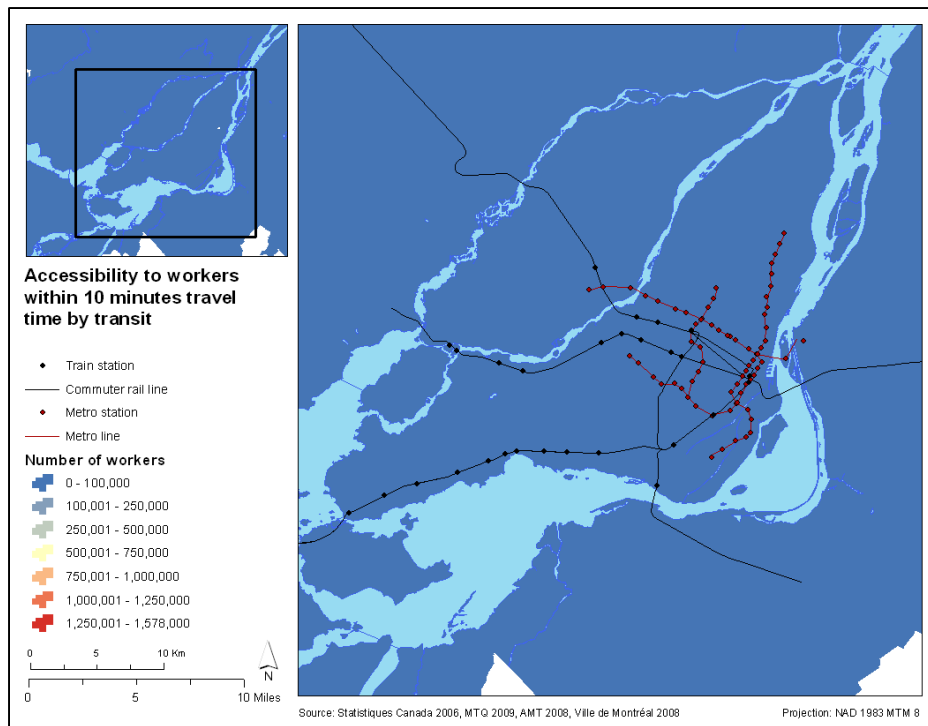 Accessibility to workers
within 10 minutes travel
time by transit
Train station
Commuter rail line
Metro station
Metro line
Number of workers
0 - 100,000
100,001 - 250,000
250,001 - 500,000
500,001 - 750,000
750,001 - 1,000,000
1,000,001 - 1,250,000
1,250,001 - 1,578,000
0 5 10 Km
N
0 5 10 Miles
Source: Statistiques Canada 2006, MTQ 2009, AMT 2008, Ville de Montréal 2008
Projection: NAD 1983 MTM 8